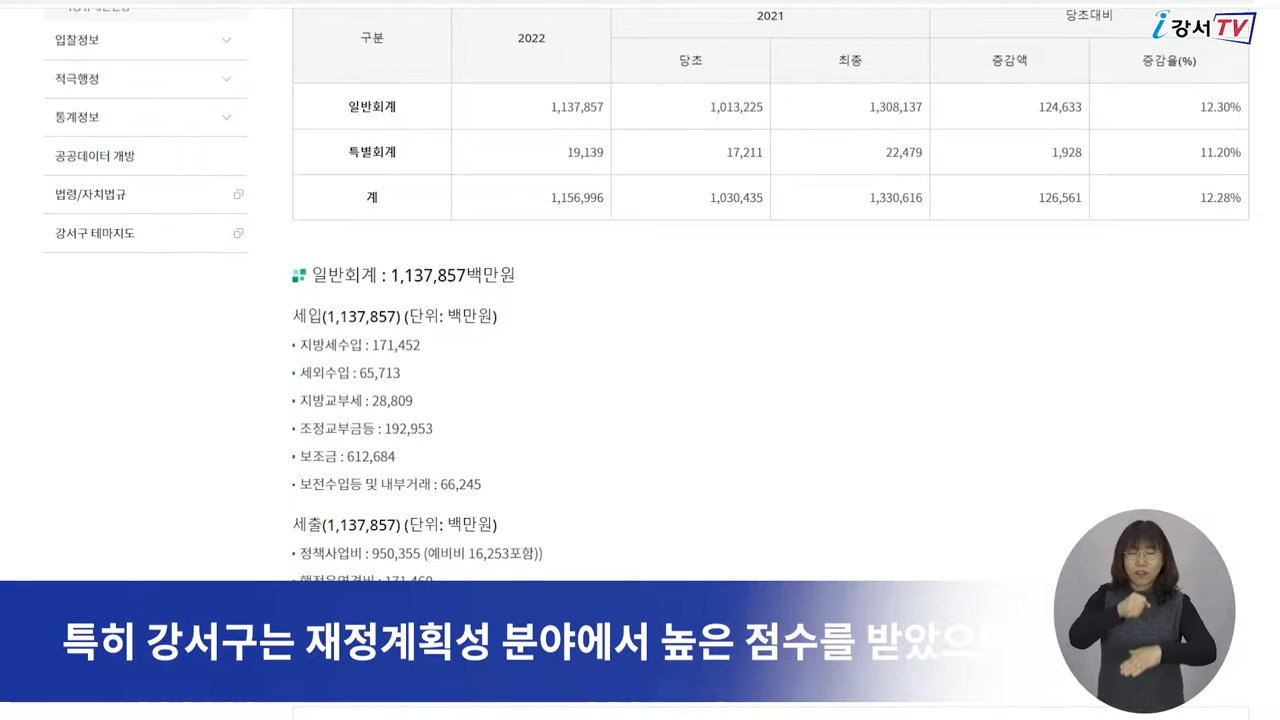 입찰정보
적극행정
통계정보
공공데이터 개방
법령/자치법규
강서구 테마지도
i강서TV
구분 2022 2021 당초대비
당초 최종 증감액 증감율(%)
일반회계 1,137,857 1,013,225 1,308,137 124,633 12.30%
특별회계 19,139 17,211 22,479 1,928 11.20%
계 1,156,996 1,030,435 1,330,616 126,561 12.28%
일반회계 : 1,137,857백만원
세입(1,137,857) (단위: 백만원)
지방세수입 : 171,452
세외수입 : 65,713
지방교부세 : 28,809
조정교부금등 : 192,953
보조금 : 612,684
보전수입등 및 내부거래 : 66,245
세출(1,137,857) (단위: 백만원)
정책사업비 : 950,355 (예비비 16,253포함))
특히 강서구는 재정계획성 분야에서 높은 점수를 받았으